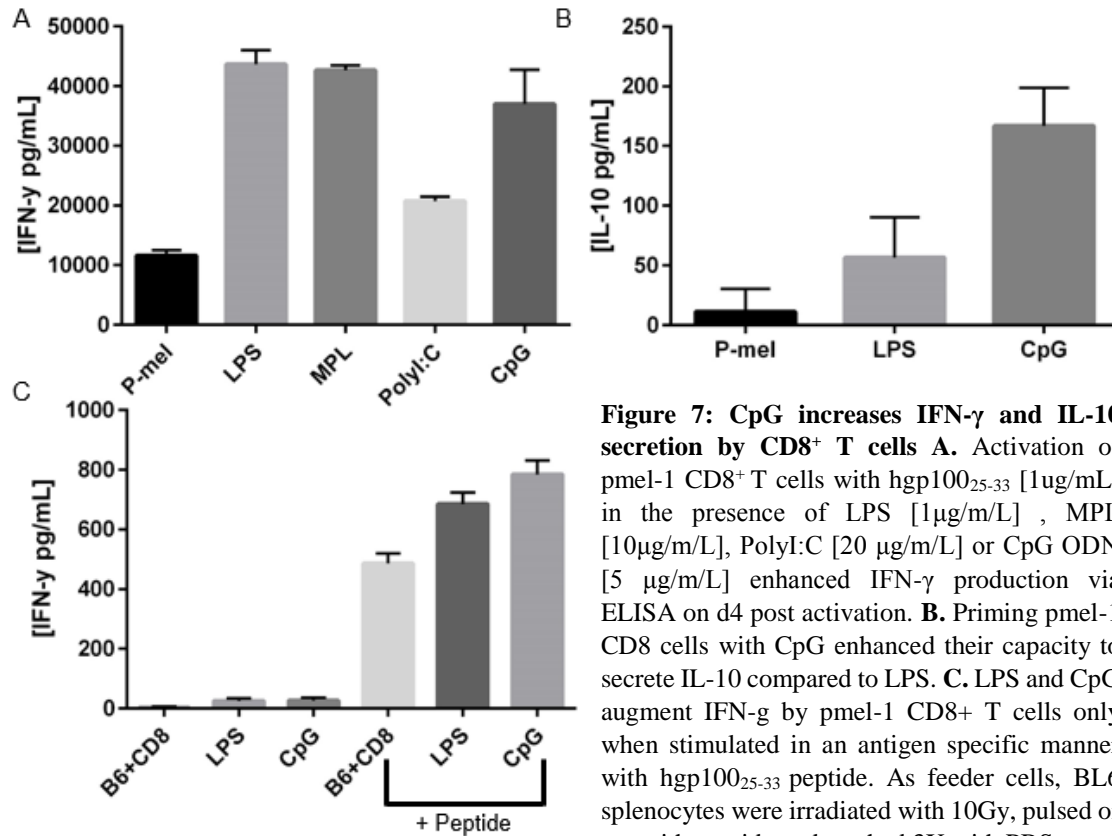 A
[IFN-y pg/mL]
50000
40000
30000
20000
10000
0
P-mel
LPS
MPL
PolyI:C
CpG
B
[IL-10 pg/mL]
250
200
150
100
50
0
P-mel
LPS
CpG
C
[IFN-y pg/mL]
1000
800
600
400
200
0
B6+CD8
LPS
CpG
B6+CD8
LPS
CpG
+ Peptide
Figure 7: CpG increases IFN-γ and IL-10
secretion by CD8⁺ T cells A. Activation o
pmel-1 CD8⁺ T cells with hgp100₂₅₋₃₃ [1ug/mL
in the presence of LPS [1μg/m/L] , MPL
[10μg/m/L], PolyI:C [20 μg/m/L] or CpG ODN
[5 μg/m/L] enhanced IFN-γ production via
ELISA on d4 post activation. B. Priming pmel-1
CD8 cells with CpG enhanced their capacity to
secrete IL-10 compared to LPS. C. LPS and CpG
augment IFN-g by pmel-1 CD8+ T cells only
when stimulated in an antigen specific manner
with hgp100₂₅₋₃₃ peptide. As feeder cells, BL6
splenocytes were irradiated with 10Gy, pulsed o